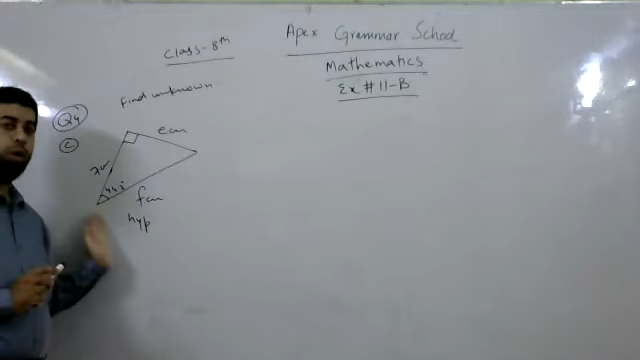 Apex Grammar School
Class-8th
Mathematics
Ex # 11-B
Find unknown
Q4
C
e cm
f cm
hyp